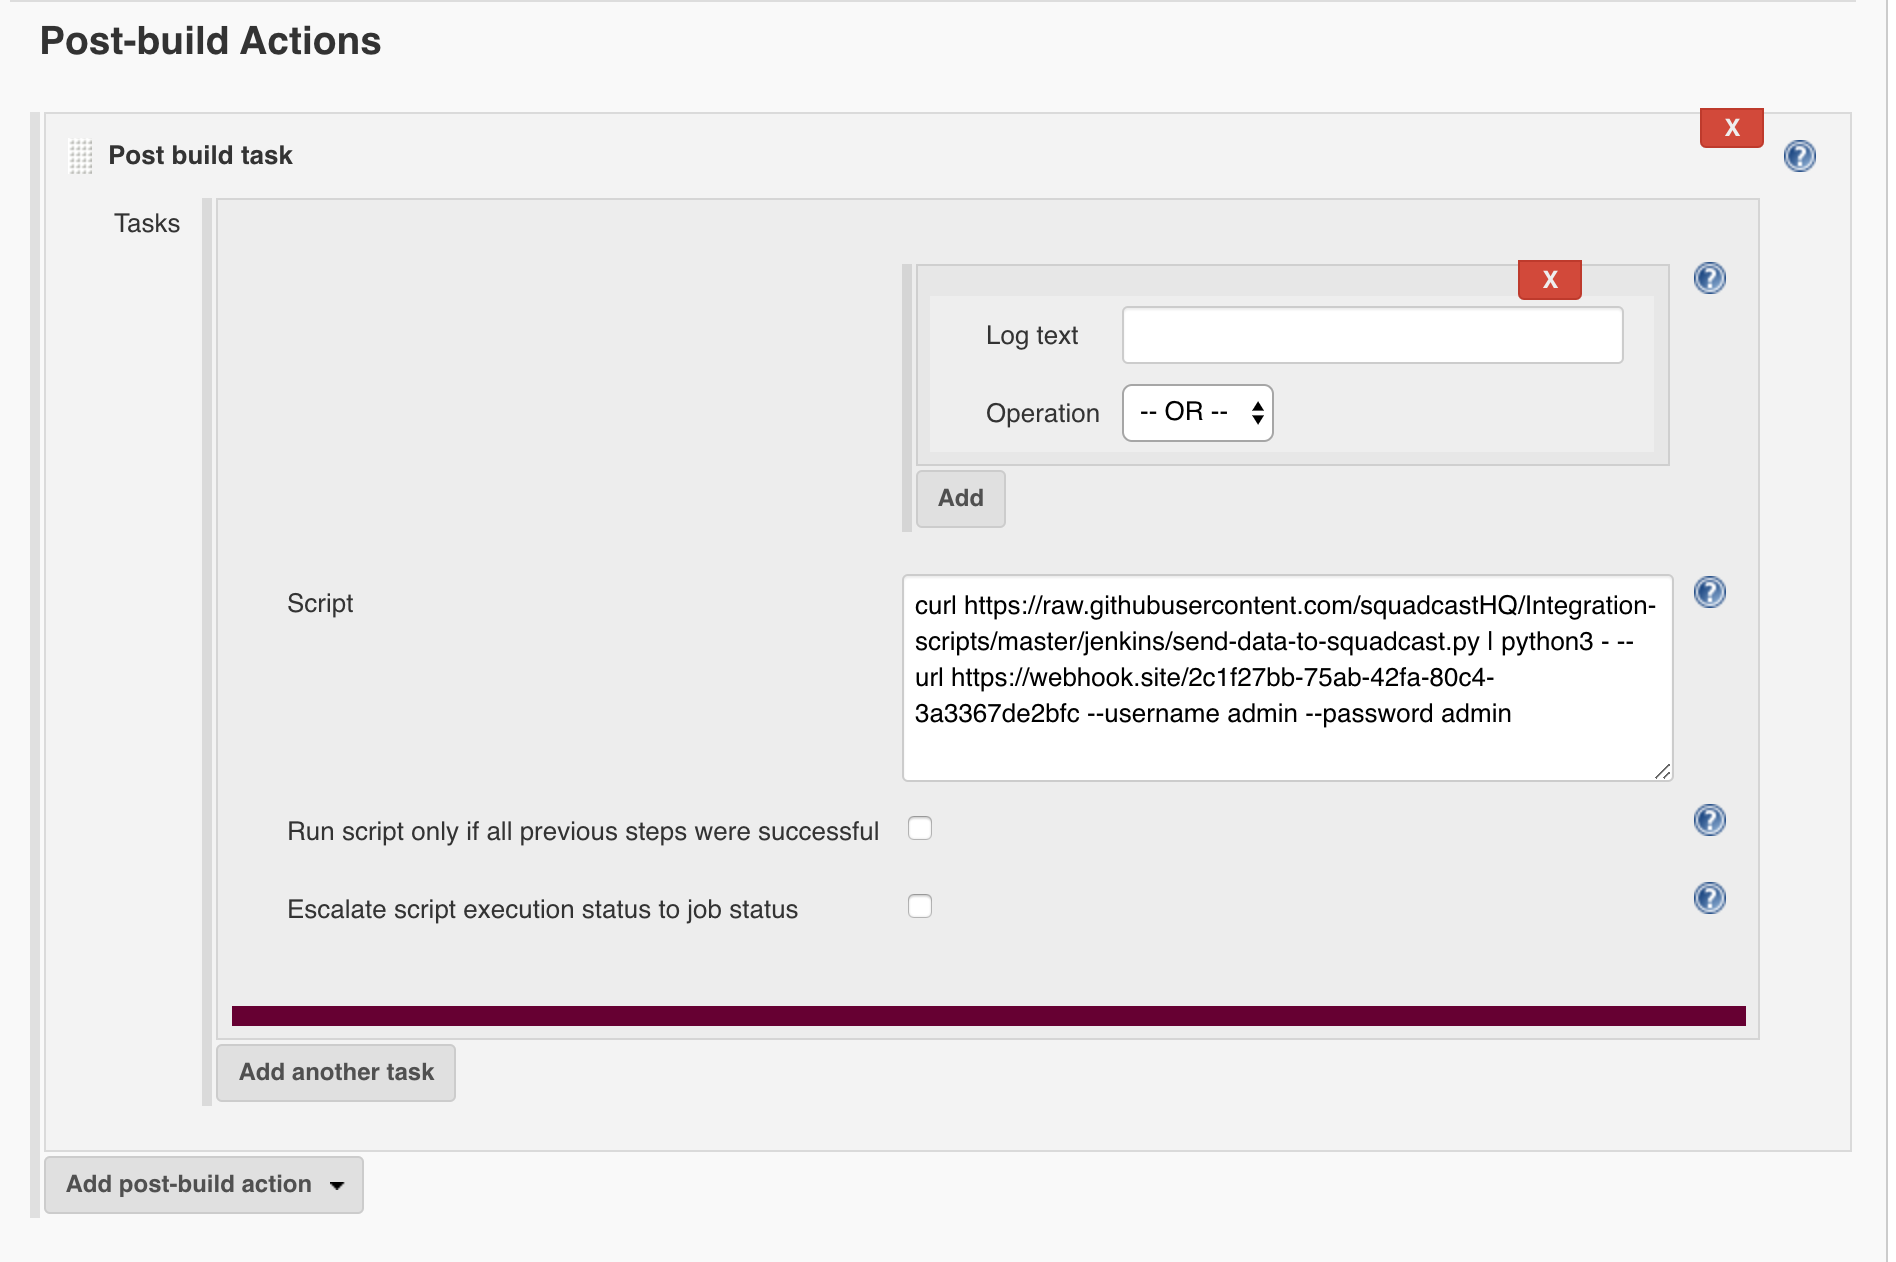 Post-build Actions
X
Post build task
Tasks
X
Log text
Operation
-- OR --
Add
Script
curl https://raw.githubusercontent.com/squadcastHQ/Integration-
scripts/master/jenkins/send-data-to-squadcast.py | python3 - --
url https://webhook.site/2c1f27bb-75ab-42fa-80c4-
3a3367de2bfc --username admin --password admin
Run script only if all previous steps were successful
Escalate script execution status to job status
Add another task
Add post-build action